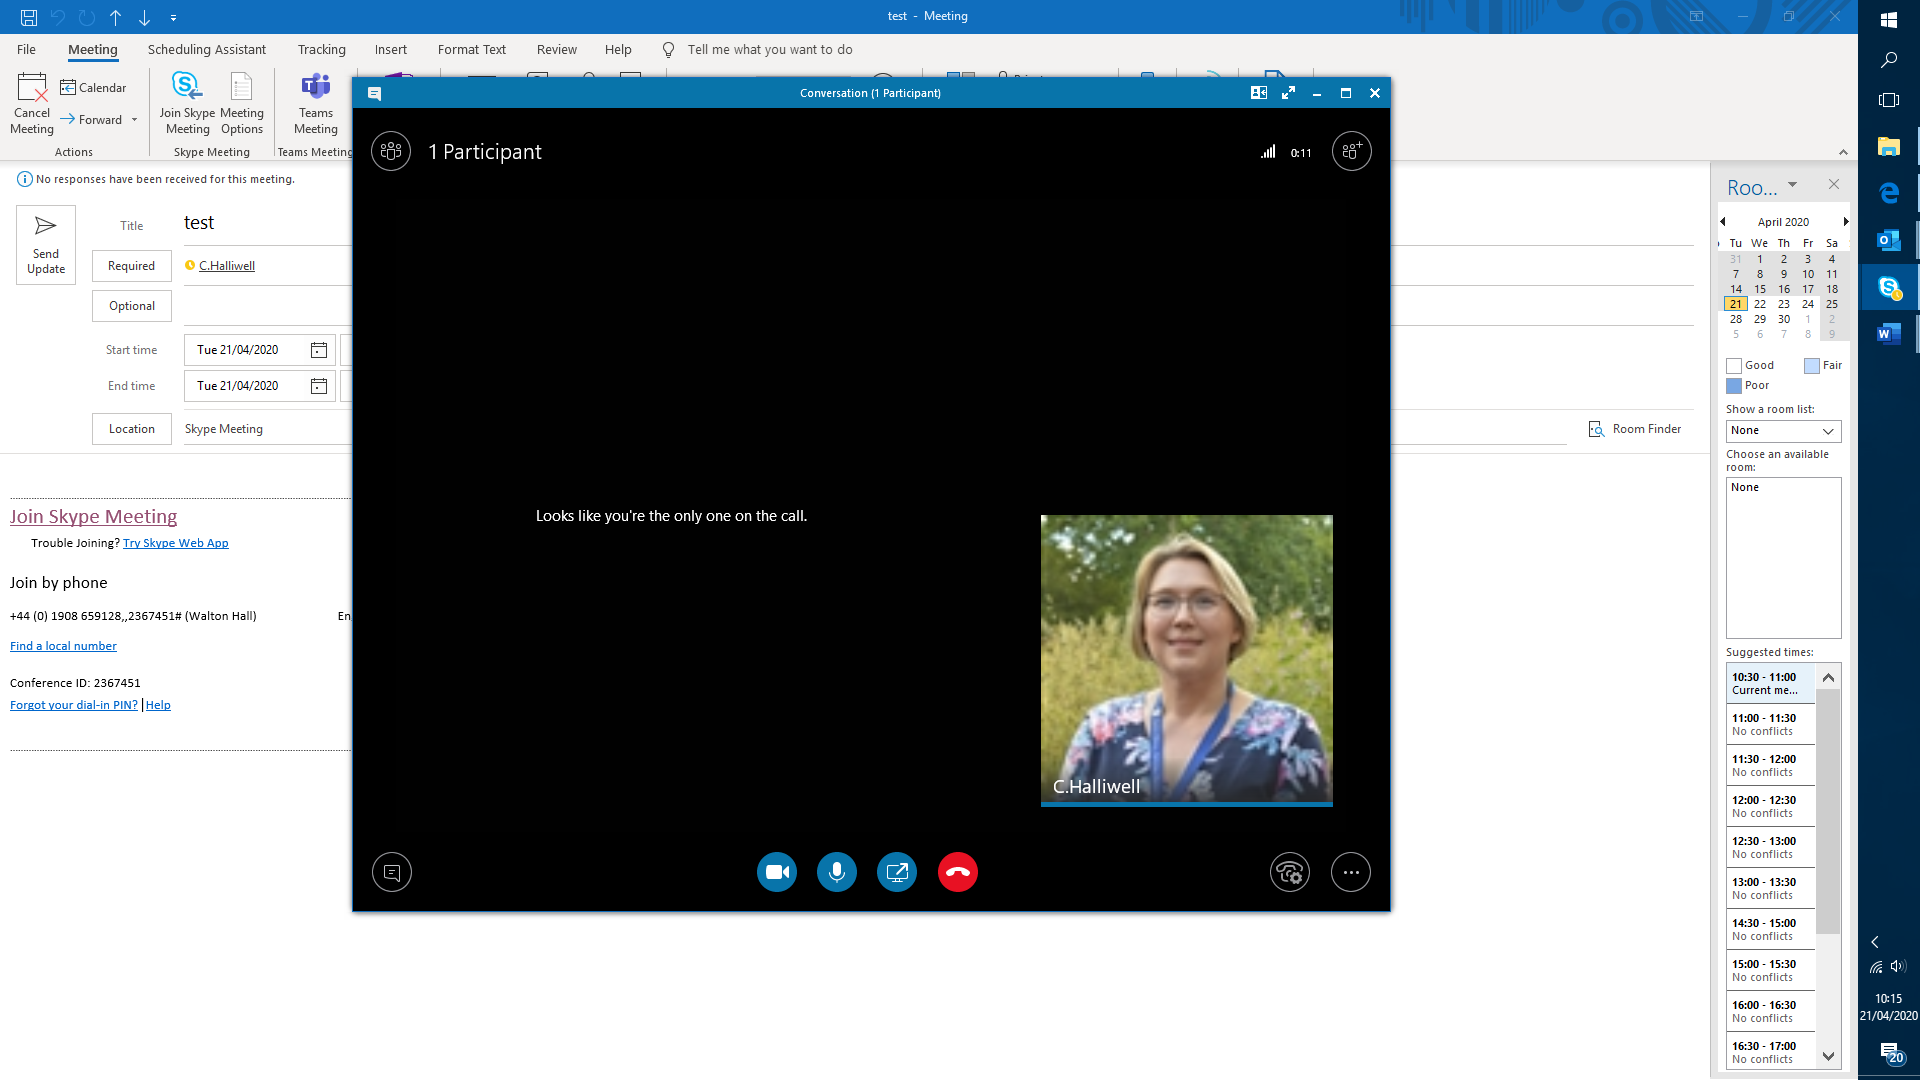 test - Meeting
File Meeting Scheduling Assistant Tracking Insert Format Text Review Help Tell me what you want to do
Cancel Meeting
Calendar
Forward
Actions
Join Skype Meeting
Meeting Options
Skype Meeting
Teams Meeting
Teams Meeting
No responses have been received for this meeting.
Send Update
Title test
Required C.Halliwell
Optional
Start time Tue 21/04/2020
End time Tue 21/04/2020
Location Skype Meeting
Room Finder
Join Skype Meeting
Trouble Joining? Try Skype Web App
Join by phone
+44 (0) 1908 659128,,2367451# (Walton Hall)
Find a local number
Conference ID: 2367451
Forgot your dial-in PIN? |Help
Conversation (1 Participant)
1 Participant
0:11
Looks like you're the only one on the call.
C.Halliwell
Roo...
April 2020
Tu We Th Fr Sa
31 1 2 3 4
7 8 9 10 11
14 15 16 17 18
21 22 23 24 25
28 29 30 1 2
5 6 7 8 9
Good Fair
Poor
Show a room list:
None
Choose an available
room:
None
Suggested times:
10:30 - 11:00
Current me...
11:00 - 11:30
No conflicts
11:30 - 12:00
No conflicts
12:00 - 12:30
No conflicts
12:30 - 13:00
No conflicts
13:00 - 13:30
No conflicts
14:30 - 15:00
No conflicts
15:00 - 15:30
No conflicts
16:00 - 16:30
No conflicts
16:30 - 17:00
No conflicts
10:15
21/04/2020
20